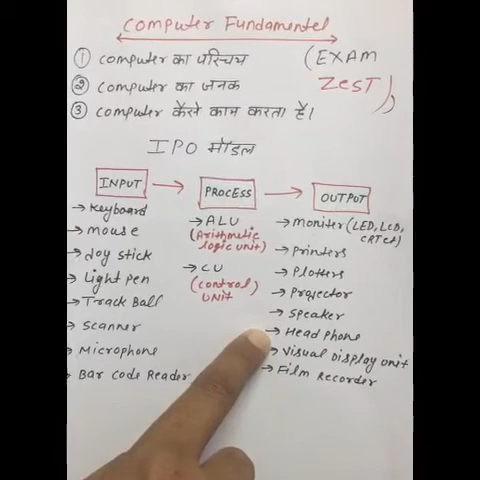 Computer Fundamentel
① Computer का परिचय
(EXAM ZEST)
② Computer का जनक
③ Computer कैसे काम करता है।
IPO मॉडल
INPUT → PROCESS → OUTPUT
→ Keyboard
→ mouse
→ Joy stick
→ Light Pen
→ Track Ball
→ Scanner
→ Microphone
→ Bar code Reader
→ ALU
(Arithmetic
logic unit)
→ CU
(control)
UNIT
→ Moniter (LED, LCD,
CRT etc)
→ Printers
→ Plotters
→ Projector
→ Speaker
→ Head Phone
→ Visual Display unit
→ Film Recorder